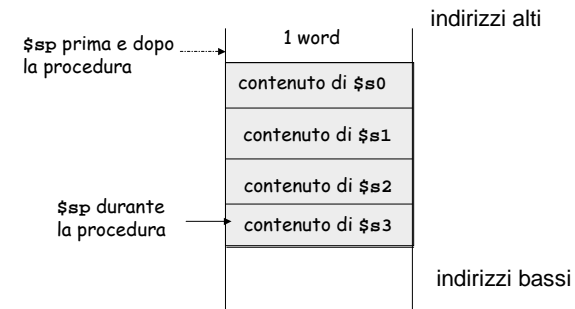 indirizzi alti
$sp prima e dopo
la procedura
1 word
contenuto di $s0
contenuto di $s1
contenuto di $s2
$sp durante
la procedura
contenuto di $s3
indirizzi bassi